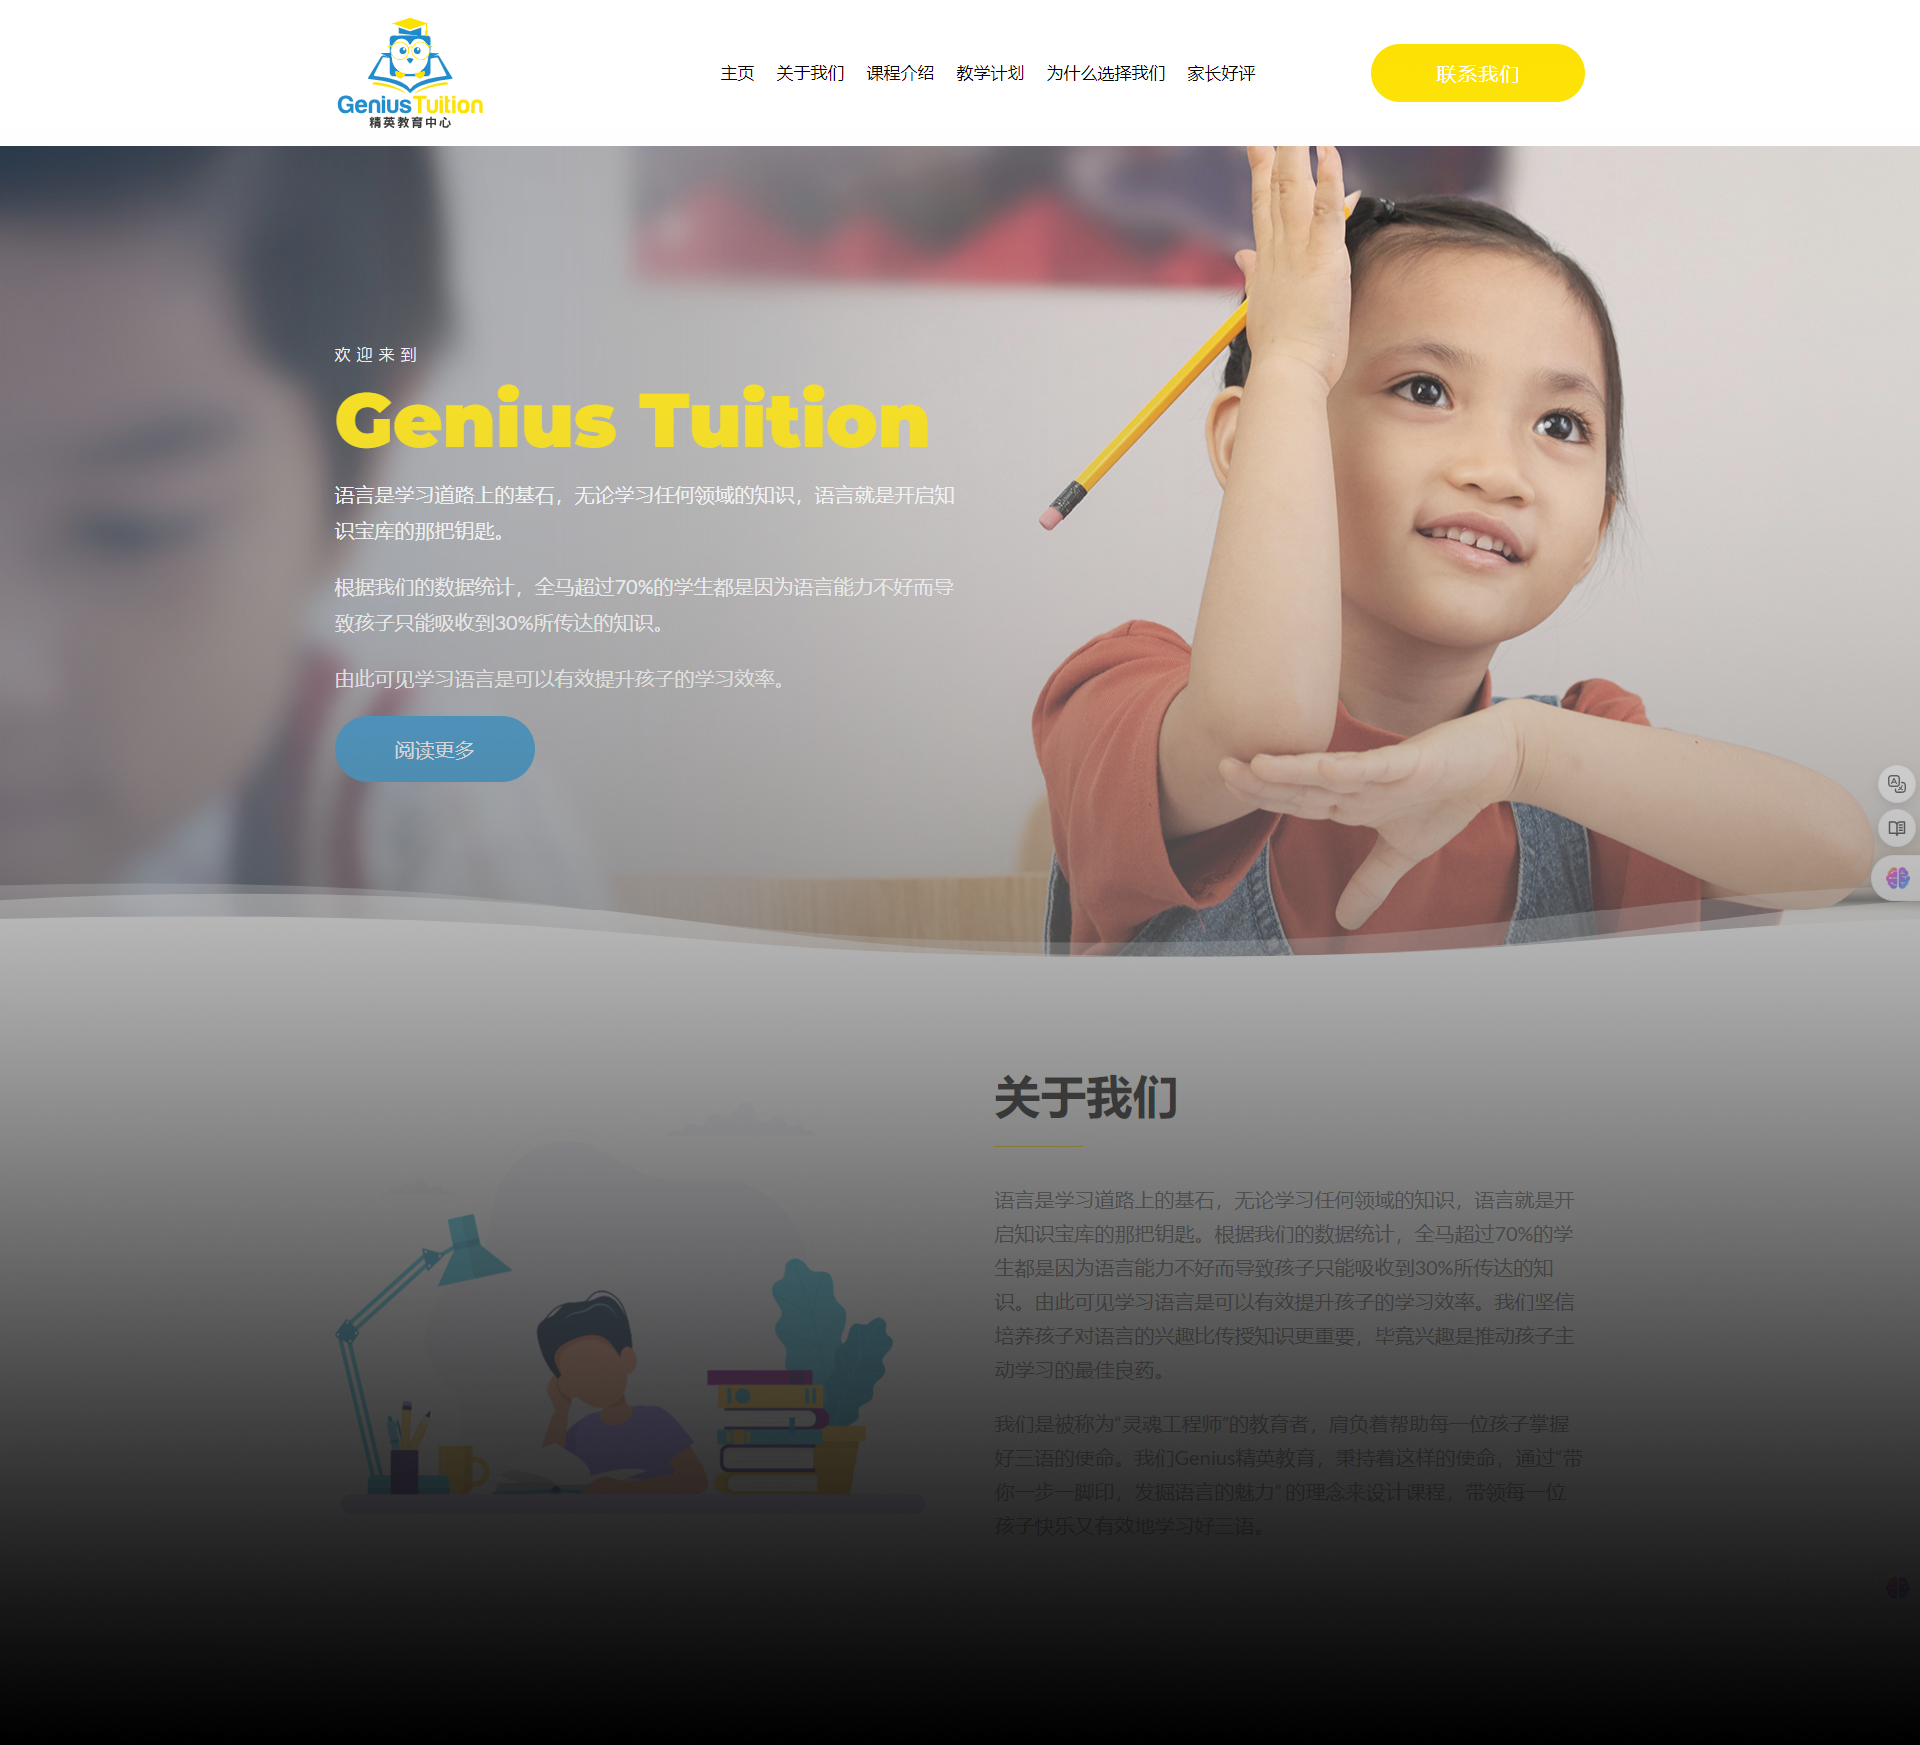 Genius Tuition
精英教育中心
主页 关于我们 课程介绍 教学计划 为什么选择我们 家长好评
联系我们
欢迎来到
Genius Tuition
语言是学习道路上的基石，无论学习任何领域的知识，语言就是开启知
识宝库的那把钥匙。
根据我们的数据统计，全马超过70%的学生都是因为语言能力不好而导
致孩子只能吸收到30%所传达的知识。
由此可见学习语言是可以有效提升孩子的学习效率。
阅读更多
关于我们
语言是学习道路上的基石，无论学习任何领域的知识，语言就是开
启知识宝库的那把钥匙。根据我们的数据统计，全马超过70%的学
生都是因为语言能力不好而导致孩子只能吸收到30%所传达的知
识。由此可见学习语言是可以有效提升孩子的学习效率。我们坚信
培养孩子对语言的兴趣比传授知识更重要，毕竟兴趣是推动孩子主
动学习的最佳良药。
我们是被称为“灵魂工程师”的教育者，肩负着帮助每一位孩子掌握
好三语的使命。我们Genius精英教育，秉持着这样的使命，通过“带
你一步一脚印，发掘语言的魅力” 的理念来设计课程，带领每一位
孩子快乐又有效地学习好三语。